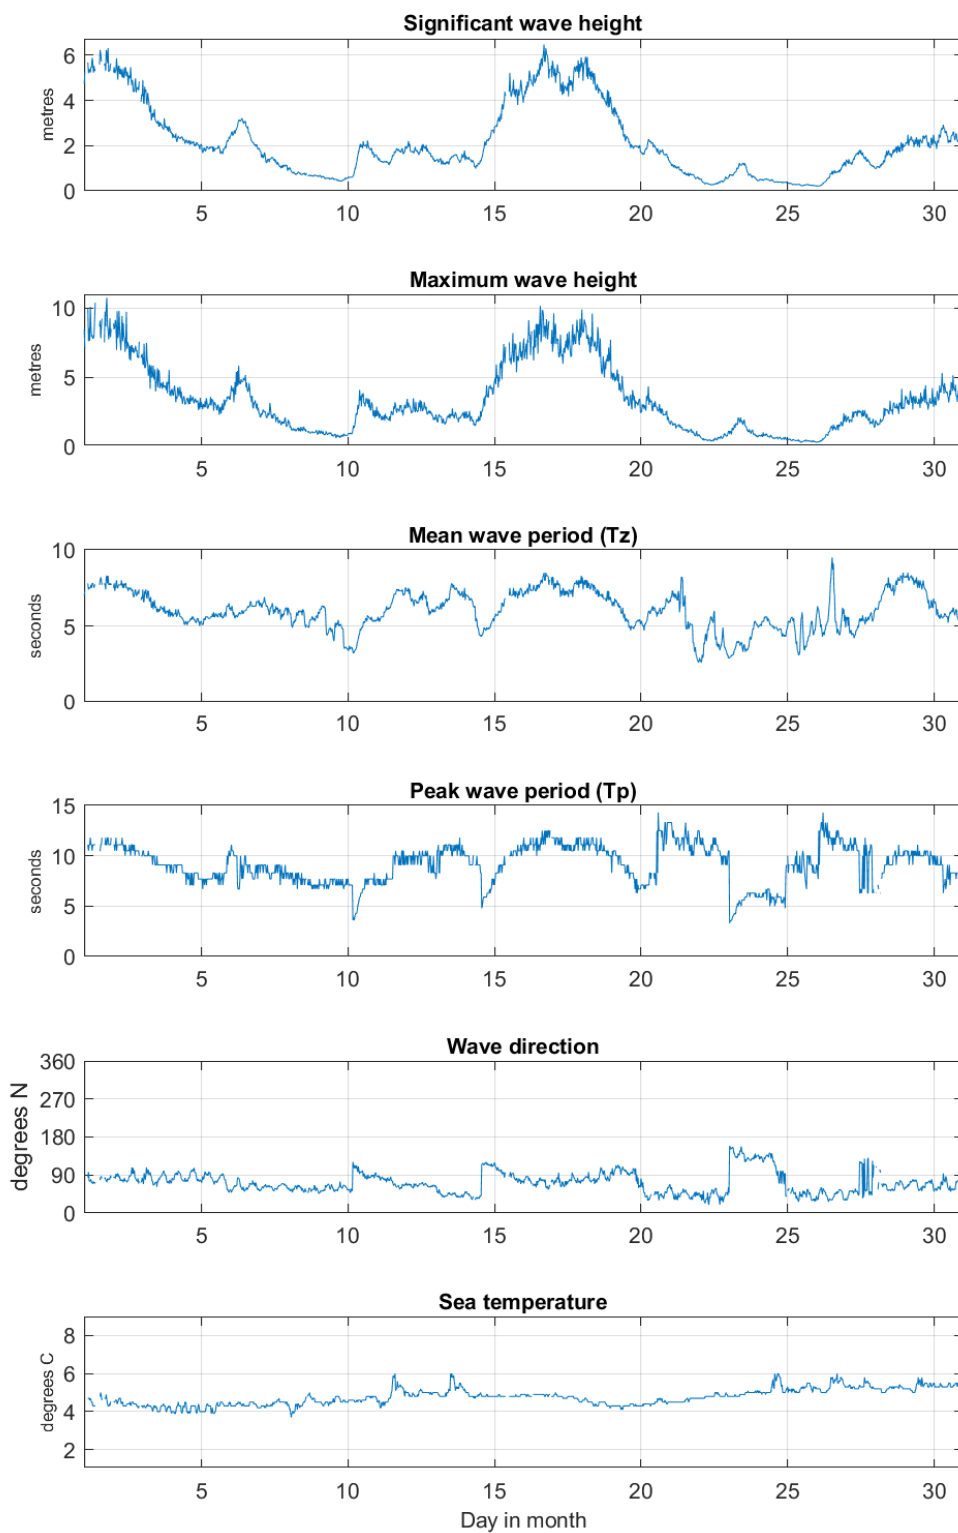 Significant wave height
6
4
2
0
metres
5 10 15 20 25 30
Maximum wave height
10
5
0
metres
5 10 15 20 25 30
Mean wave period (Tz)
10
5
0
seconds
5 10 15 20 25 30
Peak wave period (Tp)
15
10
5
0
seconds
5 10 15 20 25 30
Wave direction
360
270
180
90
0
degrees N
5 10 15 20 25 30
Sea temperature
8
6
4
2
degrees C
5 10 15 20 25 30
Day in month